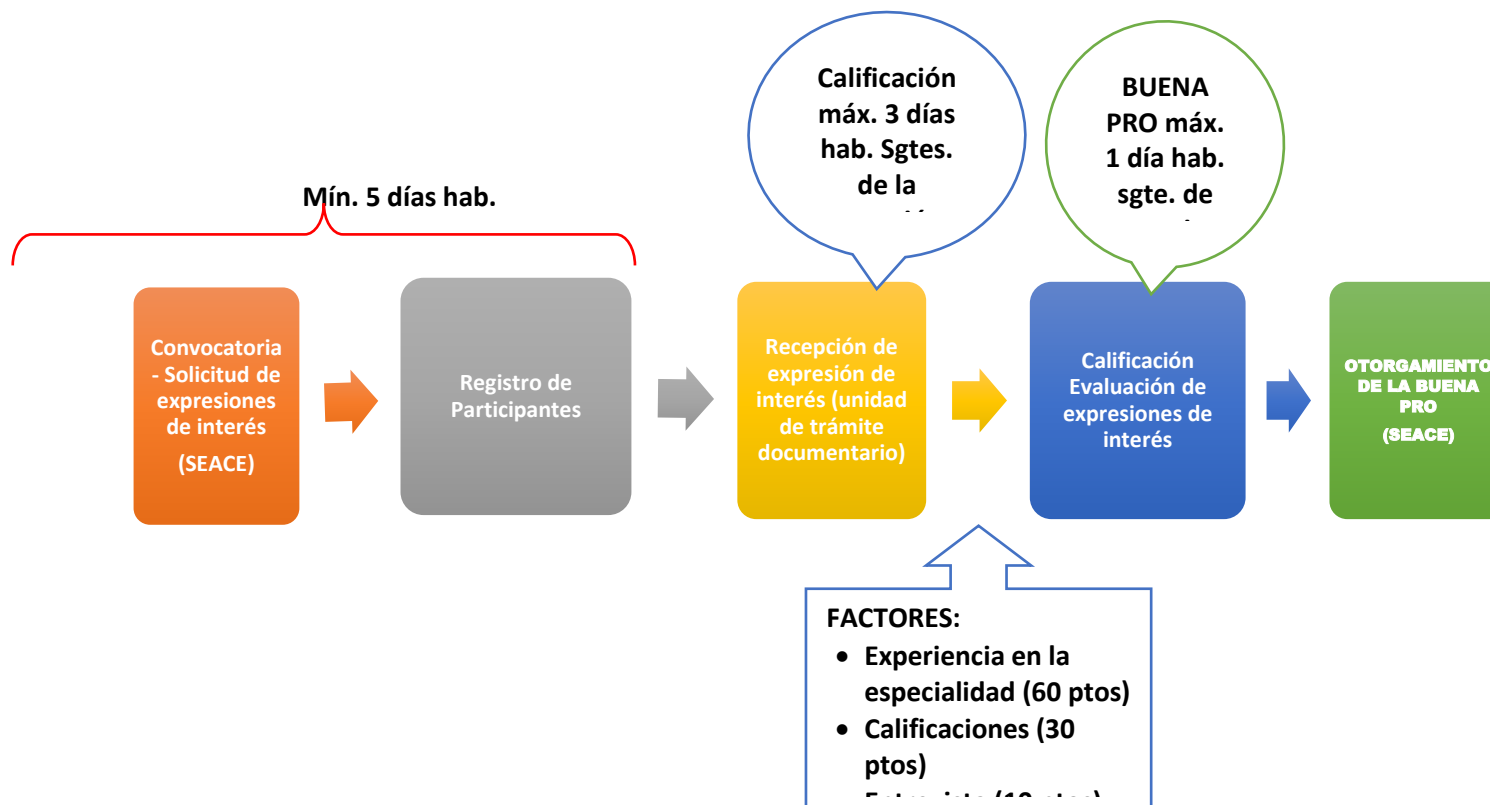 Calificación
máx. 3 días
hab. Sgtes.
de la
BUENA
PRO máx.
1 día hab.
sgte. de
Mín. 5 días hab.
Convocatoria
- Solicitud de
expresiones
de interés
(SEACE)
Registro de
Participantes
Recepción de
expresión de
interés (unidad
de trámite
documentario)
Calificación
Evaluación de
expresiones de
interés
OTORGAMIENTO
DE LA BUENA
PRO
(SEACE)
FACTORES:
• Experiencia en la
especialidad (60 ptos)
• Calificaciones (30
ptos)